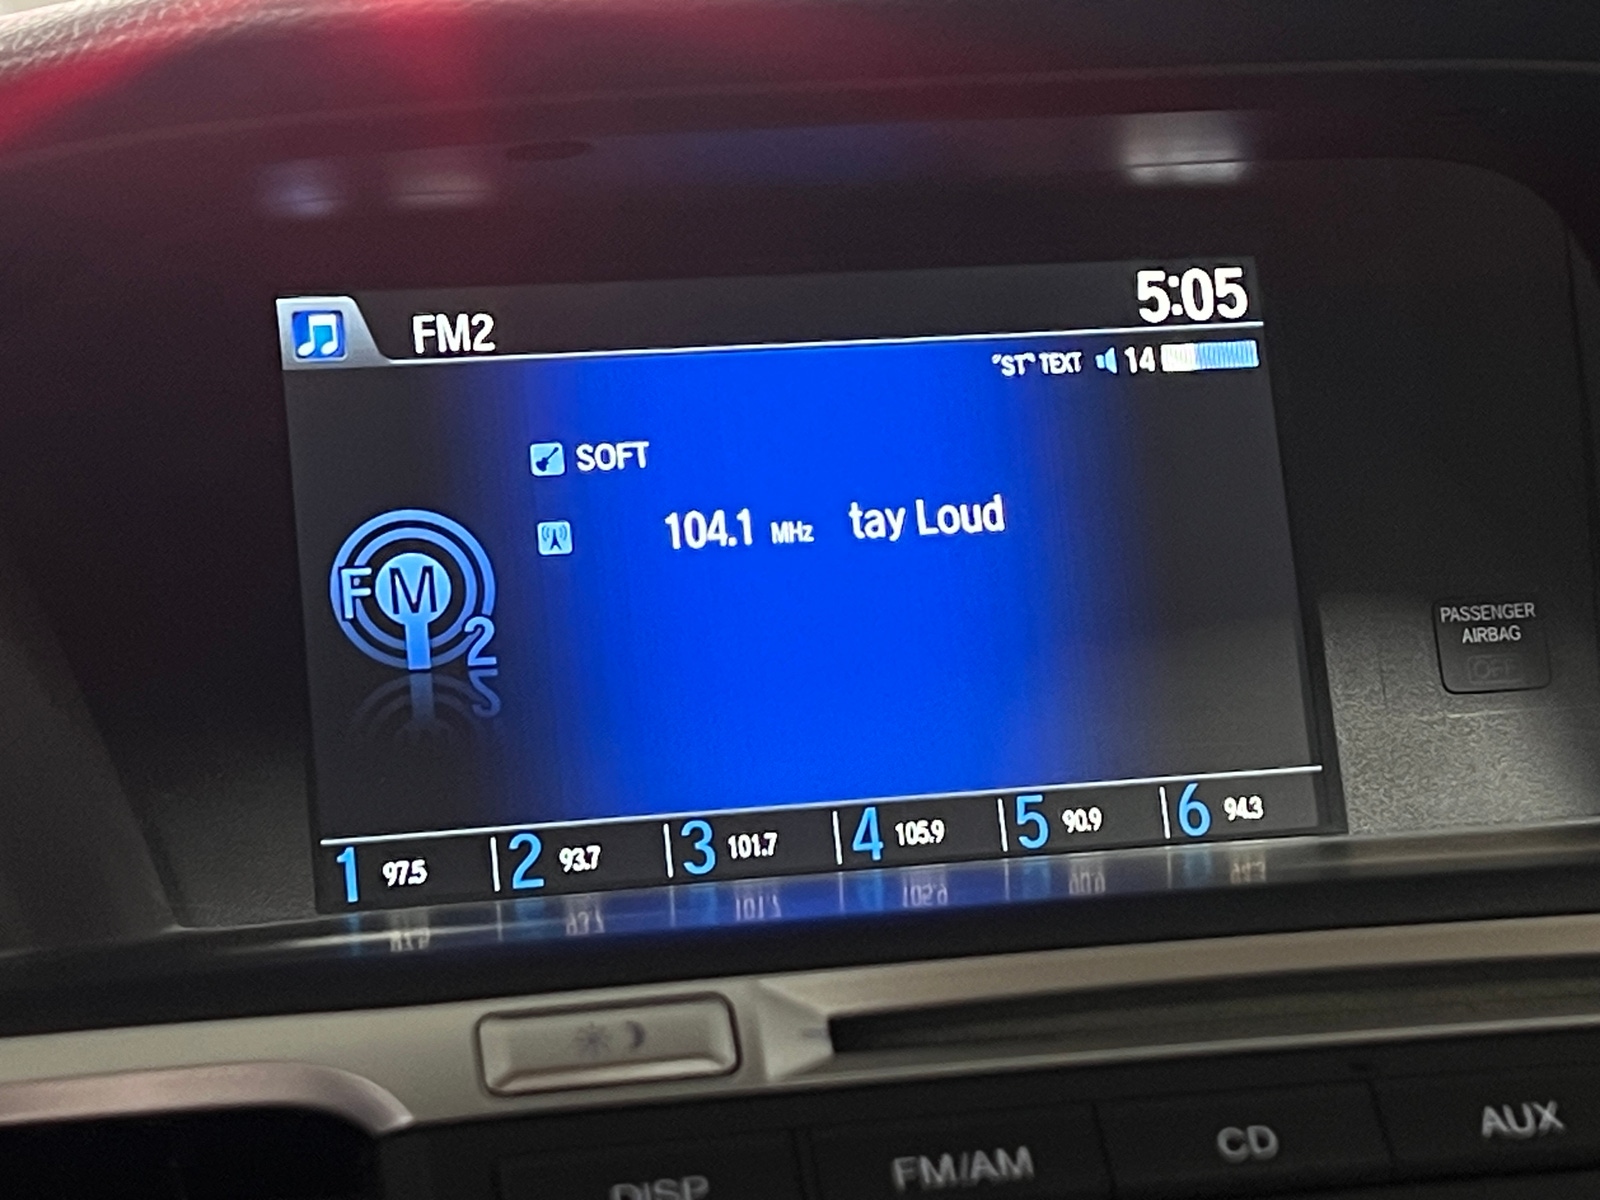 FM2
5:05
"ST" TEXT 14
SOFT
104.1 MHz tay Loud
FM
2
1 97.5 2 93.7 3 101.7 4 105.9 5 90.9 6 94.3
PASSENGER
AIRBAG
OFF
DISP FM/AM CD AUX